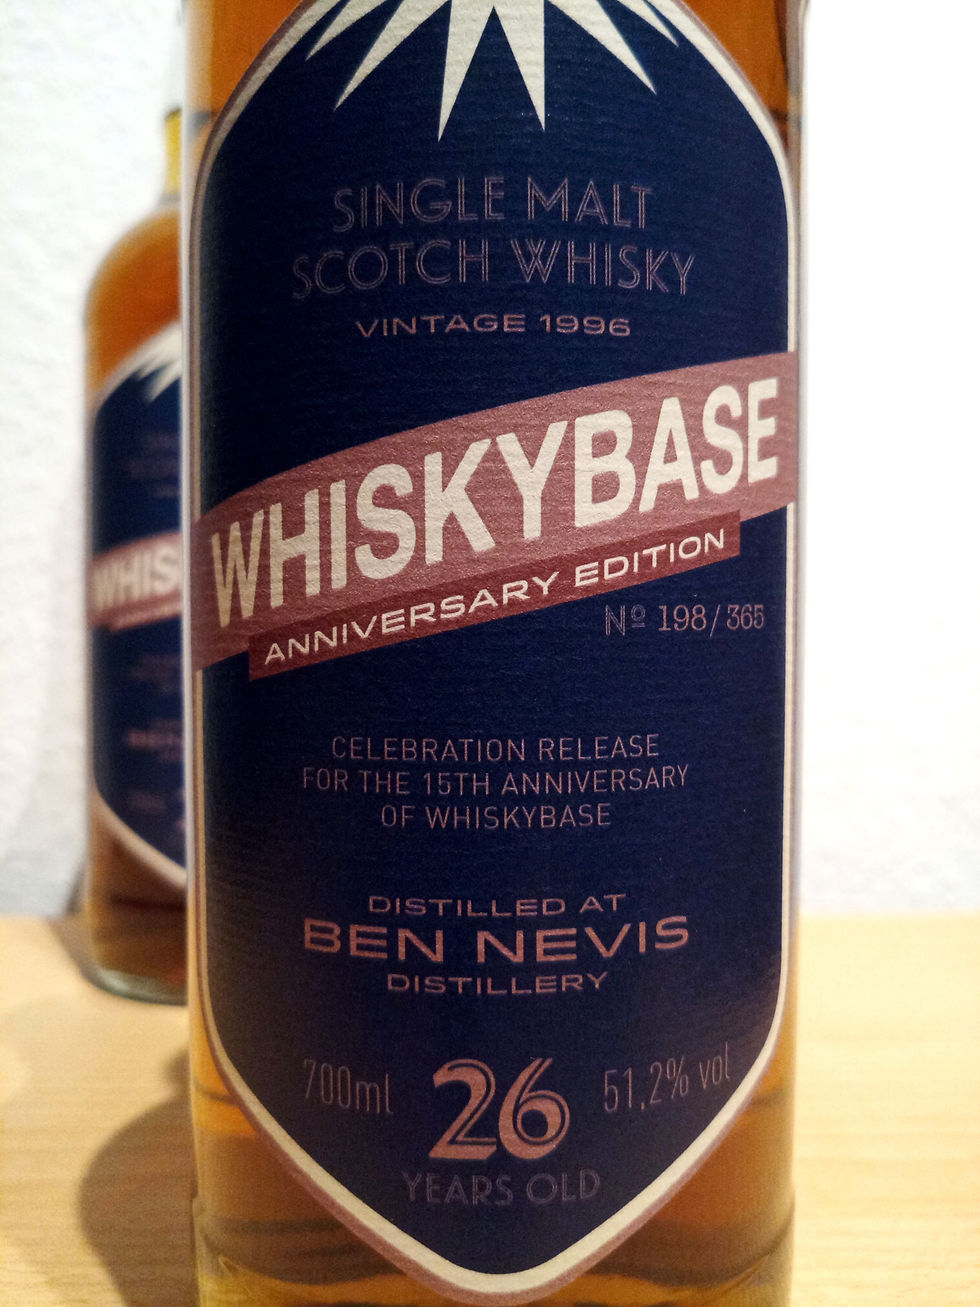 SINGLE MALT
SCOTCH WHISKY
VINTAGE 1996
WHISKYBASE
ANNIVERSARY EDITION
Nº 198/365
CELEBRATION RELEASE
FOR THE 15TH ANNIVERSARY
OF WHISKYBASE
DISTILLED AT
BEN NEVIS
DISTILLERY
700ml 26 51,2% vol
YEARS OLD
WHIS